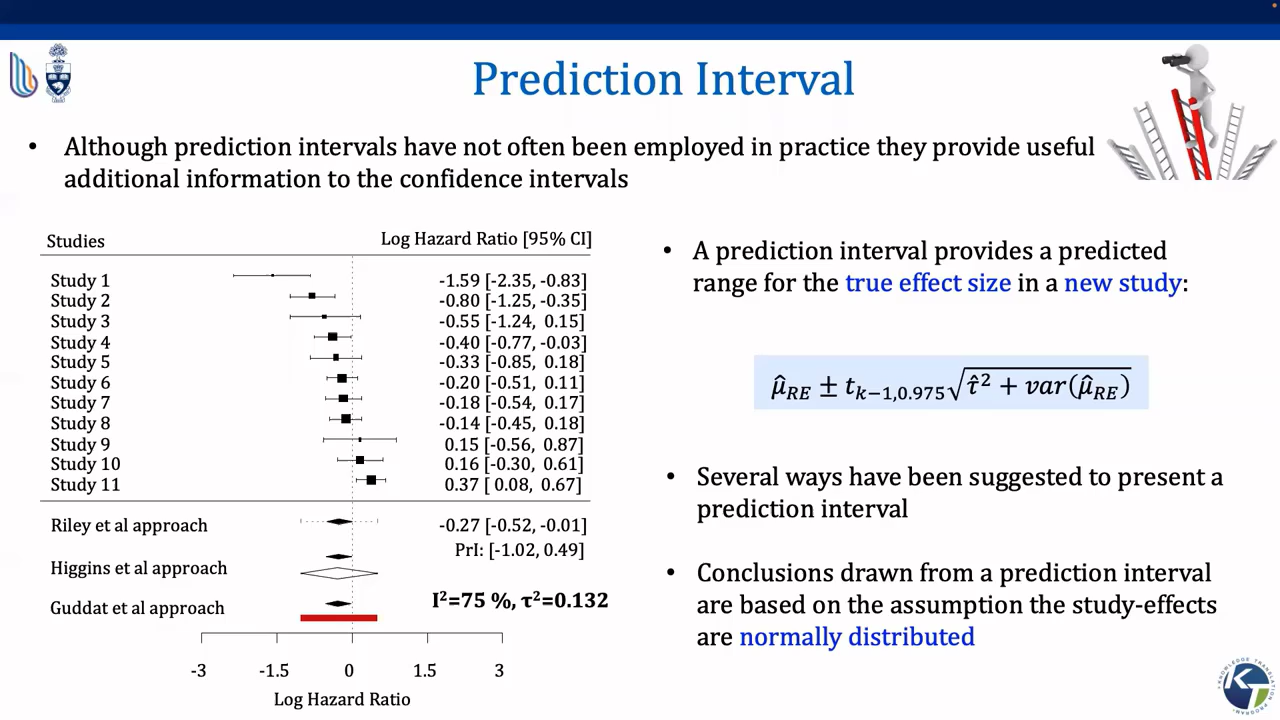 Prediction Interval
• Although prediction intervals have not often been employed in practice they provide useful
additional information to the confidence intervals
Studies Log Hazard Ratio [95% CI]
Study 1 -1.59 [-2.35, -0.83]
Study 2 -0.80 [-1.25, -0.35]
Study 3 -0.55 [-1.24, 0.15]
Study 4 -0.40 [-0.77, -0.03]
Study 5 -0.33 [-0.85, 0.18]
Study 6 -0.20 [-0.51, 0.11]
Study 7 -0.18 [-0.54, 0.17]
Study 8 -0.14 [-0.45, 0.18]
Study 9 0.15 [-0.56, 0.87]
Study 10 0.16 [-0.30, 0.61]
Study 11 0.37 [ 0.08, 0.67]
Riley et al approach -0.27 [-0.52, -0.01]
PrI: [-1.02, 0.49]
Higgins et al approach
Guddat et al approach I²=75 %, τ²=0.132
-3 -1.5 0 1.5 3
Log Hazard Ratio
• A prediction interval provides a predicted
range for the true effect size in a new study:
μ̂_RE ± t_k−1,0.975 √(τ̂² + var(μ̂_RE))
• Several ways have been suggested to present a
prediction interval
• Conclusions drawn from a prediction interval
are based on the assumption the study-effects
are normally distributed
KNOWLEDGE TRANSLATION PROGRAM
KT